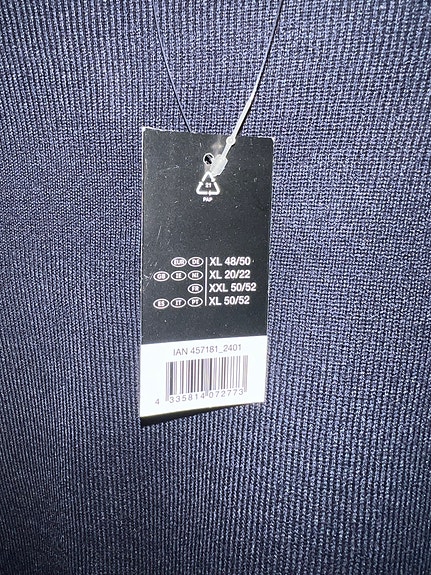 21
PAP
EUR DE XL 48/50
GB IE NI XL 20/22
FR XXL 50/52
ES IT PT XL 50/52
IAN 457181_2401
4 335814 072773